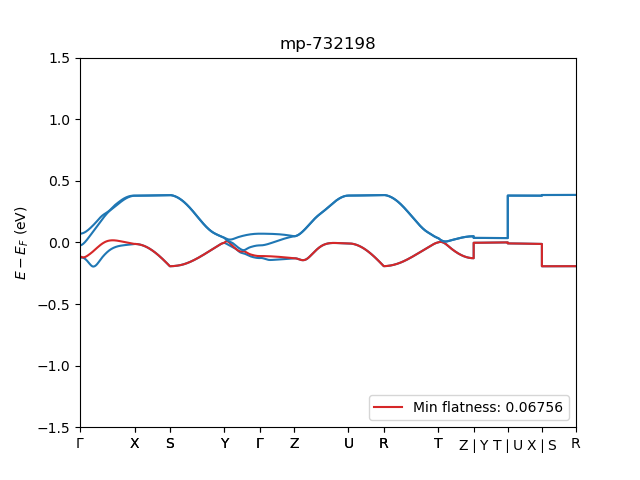 mp-732198
1.5
1.0
0.5
0.0
−0.5
−1.0
−1.5
E − E_F (eV)
Min flatness: 0.06756
Γ X S Y Γ Z U R T Z | Y T | U X | S R